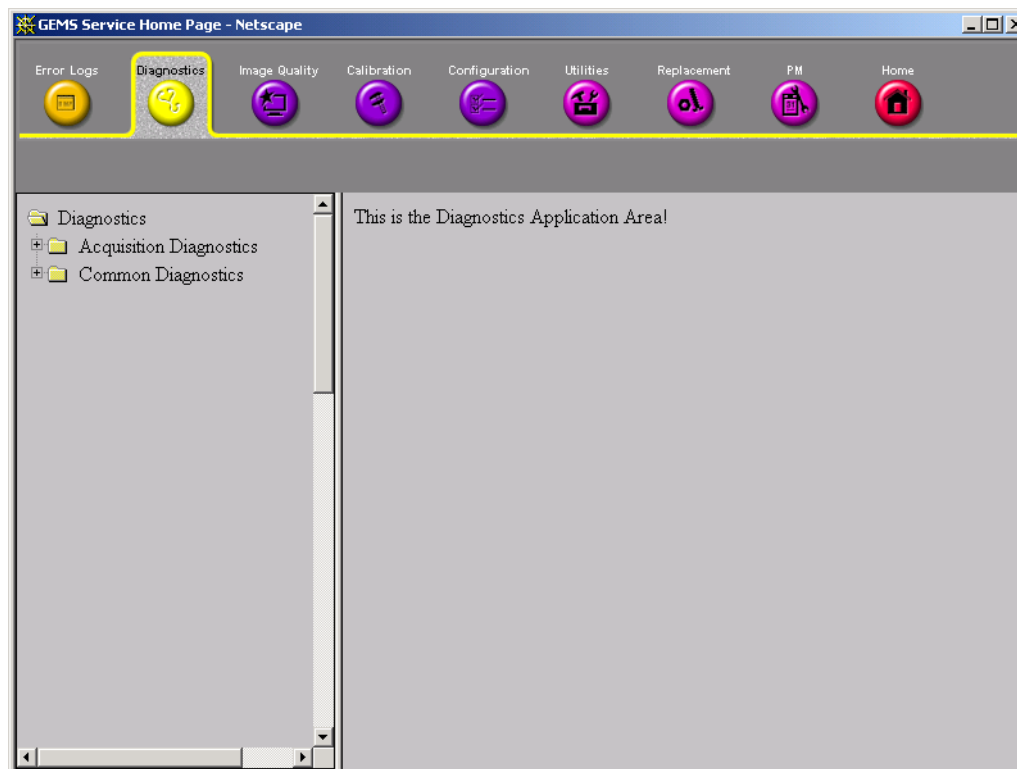 GEMS Service Home Page - Netscape
Error Logs Diagnostics Image Quality Calibration Configuration Utilities Replacement PM Home
Diagnostics
Acquisition Diagnostics
Common Diagnostics
This is the Diagnostics Application Area!